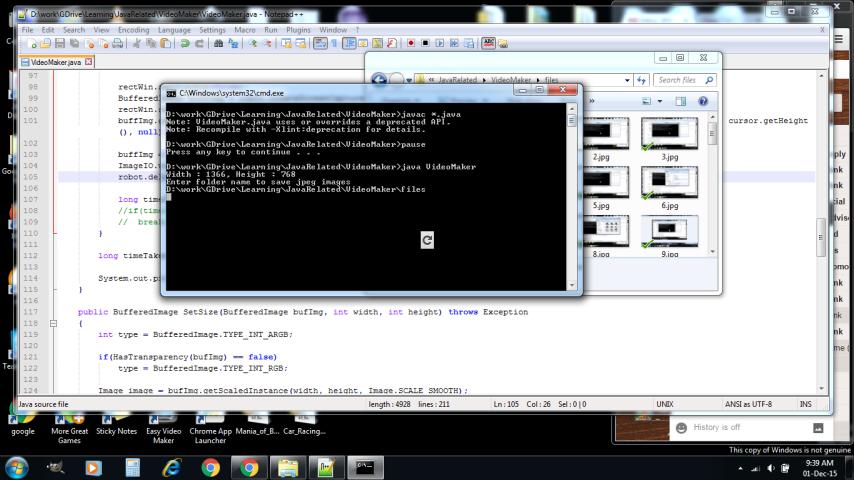 D:\work\GDrive\Learning\JavaRelated\VideoMaker\VideoMaker.java - Notepad++
File Edit Search View Encoding Language Settings Macro Run Plugins Window ?
VideoMaker.java
JavaRelated VideoMaker files
Search files
C:\Windows\system32\cmd.exe
D:\work\GDrive\Learning\JavaRelated\VideoMaker>javac *.java
Note: VideoMaker.java uses or overrides a deprecated API.
Note: Recompile with -Xlint:deprecation for details.
D:\work\GDrive\Learning\JavaRelated\VideoMaker>pause
Press any key to continue . . .
D:\work\GDrive\Learning\JavaRelated\VideoMaker>java VideoMaker
Width : 1366, Height : 768
Enter folder name to save jpeg images
D:\work\GDrive\Learning\JavaRelated\VideoMaker\files
2.jpg 3.jpg
5.jpg 6.jpg
8.jpg 9.jpg
97
98 rectWin.
99 Buffered
100 rectWin.
101 buffImg. cursor.getHeight
(), null
102
103 buffImg =
104 ImageIO.
105 robot.de
106
107 long time
108 //if(time
109 // break
110 }
111
112 long timeTake
113
114 System.out.p
115 }
116
117 public BufferedImage SetSize(BufferedImage bufImg, int width, int height) throws Exception
118 {
119 int type = BufferedImage.TYPE_INT_ARGB;
120
121 if(HasTransparency(bufImg) == false)
122 type = BufferedImage.TYPE_INT_RGB;
123
124 Image image = bufImg.getScaledInstance(width, height, Image.SCALE_SMOOTH);
Java source file length : 4928 lines : 211 Ln : 105 Col : 26 Sel : 0 | 0 UNIX ANSI as UTF-8 INS
google
More Great Games
Sticky Notes
Easy Video Maker
Chrome App Launcher
Mania_of_B...
Car_Racing...
History is off
This copy of Windows is not genuine
9:39 AM
01-Dec-15